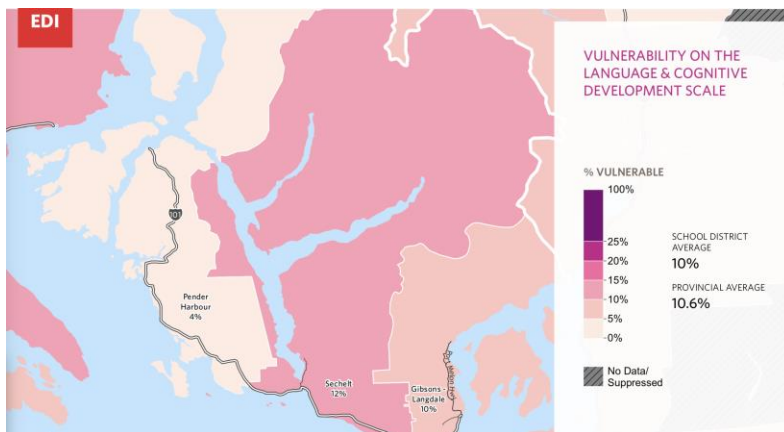 EDI
VULNERABILITY ON THE
LANGUAGE & COGNITIVE
DEVELOPMENT SCALE
% VULNERABLE
100%
25%
20%
15%
10%
5%
0%
SCHOOL DISTRICT
AVERAGE
10%
PROVINCIAL AVERAGE
10.6%
No Data/
Suppressed
101
Pender
Harbour
4%
Sechelt
12%
Gibsons -
Langdale
10%